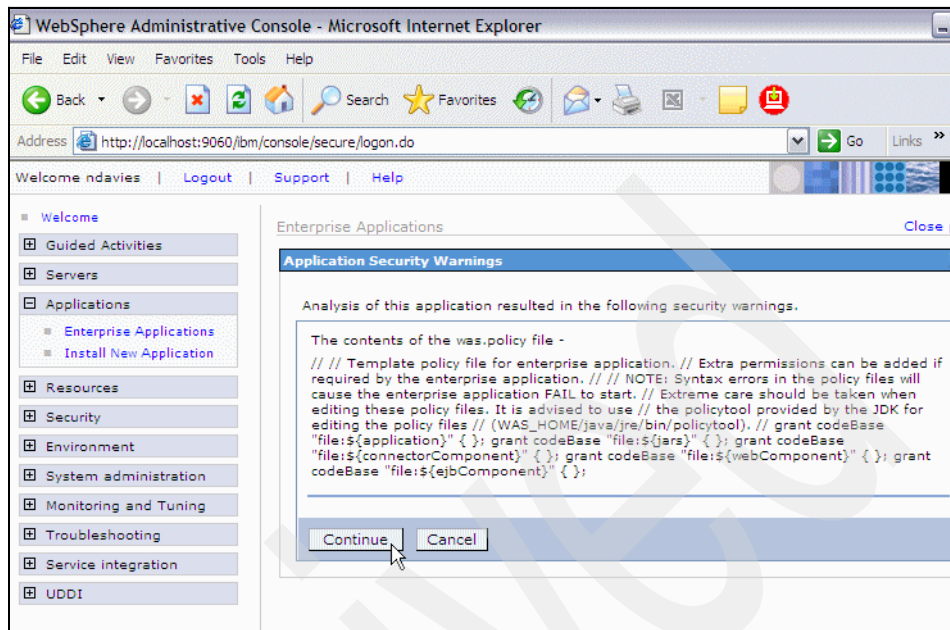 WebSphere Administrative Console - Microsoft Internet Explorer
File Edit View Favorites Tools Help
Back Search Favorites
Address http://localhost:9060/ibm/console/secure/logon.do Go Links »
Welcome ndavies | Logout | Support | Help
Welcome
Guided Activities
Servers
Applications
Enterprise Applications
Install New Application
Resources
Security
Environment
System administration
Monitoring and Tuning
Troubleshooting
Service integration
UDDI
Enterprise Applications
Close
Application Security Warnings
Analysis of this application resulted in the following security warnings.
The contents of the was.policy file -
// // Template policy file for enterprise application. // Extra permissions can be added if
required by the enterprise application. // // NOTE: Syntax errors in the policy files will
cause the enterprise application FAIL to start. // Extreme care should be taken when
editing these policy files. It is advised to use // the policytool provided by the JDK for
editing the policy files // (WAS_HOME/java/jre/bin/policytool). // grant codeBase
"file:${application}" { }; grant codeBase "file:${jars}" { }; grant codeBase
"file:${connectorComponent}" { }; grant codeBase "file:${webComponent}" { }; grant
codeBase "file:${ejbComponent}" { };
Continue Cancel